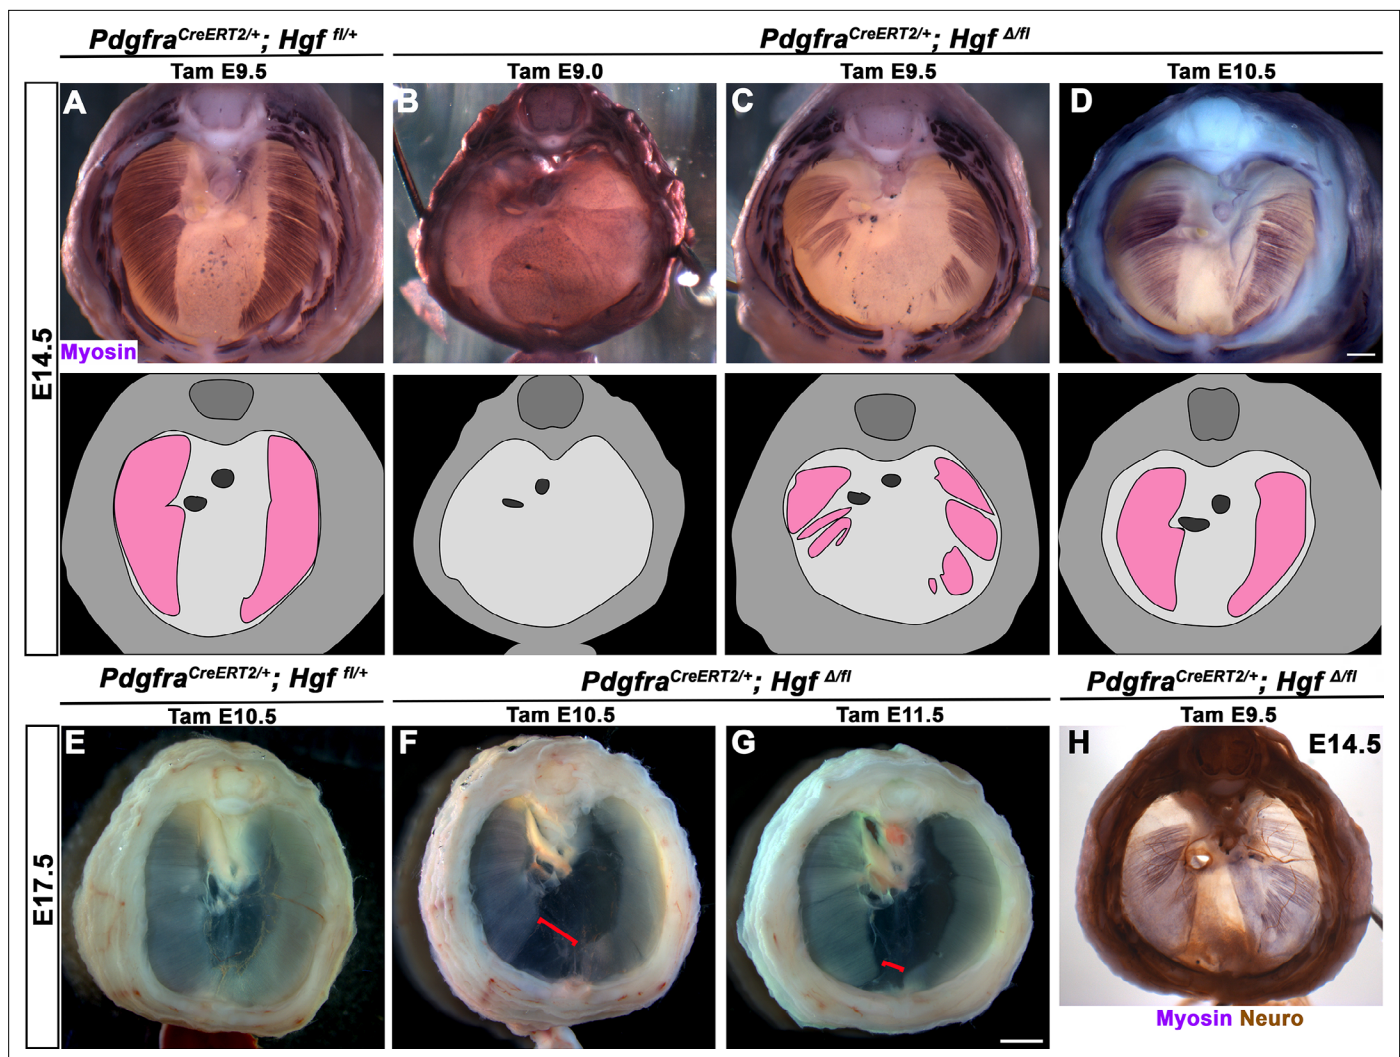 Pdgfra CreERT2/+; Hgf fl/+
Pdgfra CreERT2/+; Hgf Δ/fl
Tam E9.5
Tam E9.0
Tam E9.5
Tam E10.5
E14.5
A
B
C
D
Myosin
Pdgfra CreERT2/+; Hgf fl/+
Pdgfra CreERT2/+; Hgf Δ/fl
Pdgfra CreERT2/+; Hgf Δ/fl
Tam E10.5
Tam E10.5
Tam E11.5
Tam E9.5
E17.5
E
F
G
H
E14.5
Myosin Neuro